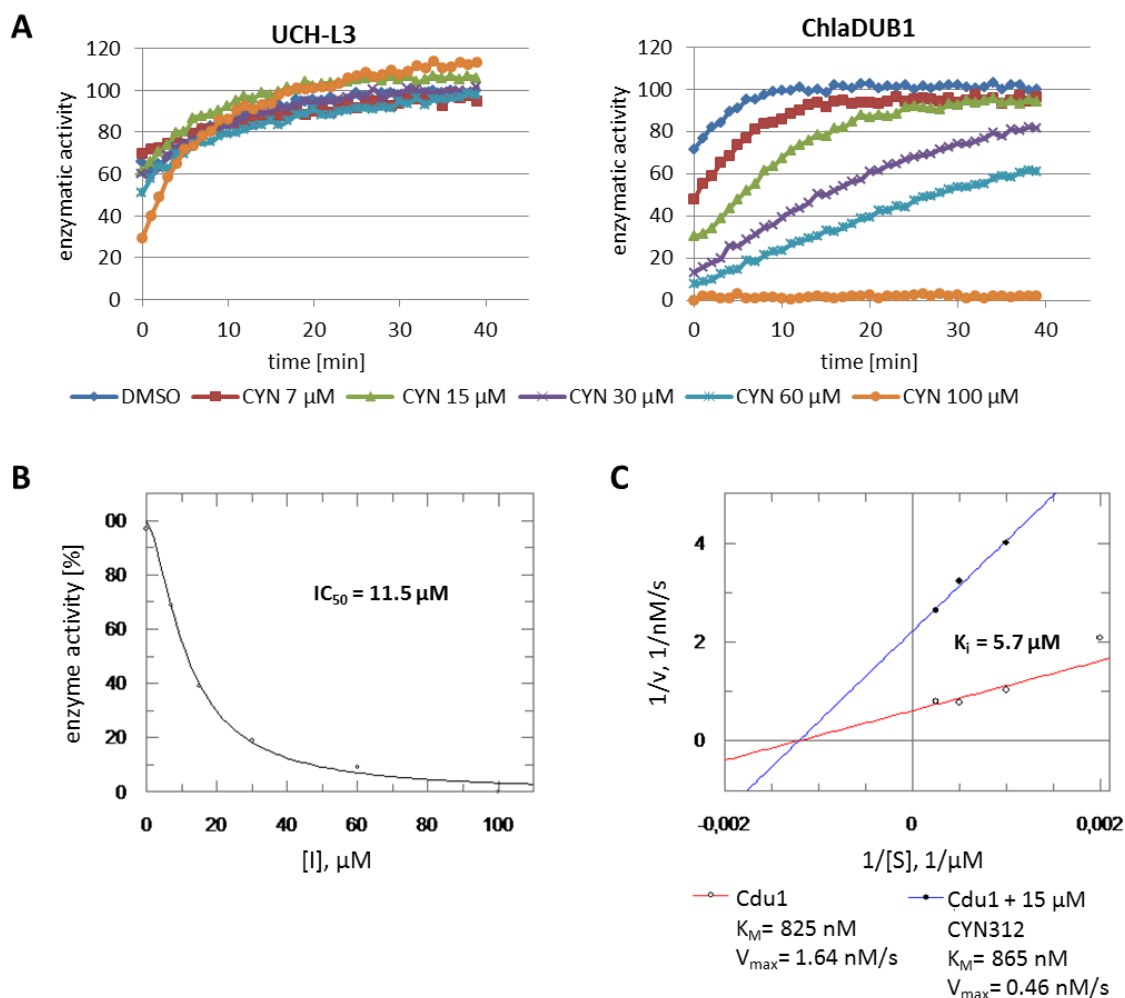 A
UCH-L3
ChlaDUB1
enzymatic activity
120
100
80
60
40
20
0
0 10 20 30 40
time [min]
enzymatic activity
120
100
80
60
40
20
0
0 10 20 30 40
time [min]
DMSO CYN 7 µM CYN 15 µM CYN 30 µM CYN 60 µM CYN 100 µM
B
enzyme activity [%]
00
80
60
40
20
0
0 20 40 60 80 100
[I], µM
IC50 = 11.5 µM
C
1/v, 1/nM/s
4
2
0
-0,002 0 0,002
1/[S], 1/µM
Ki = 5.7 µM
Cdu1
KM= 825 nM
Vmax= 1.64 nM/s
Cdu1 + 15 µM
CYN312
KM= 865 nM
Vmax= 0.46 nM/s